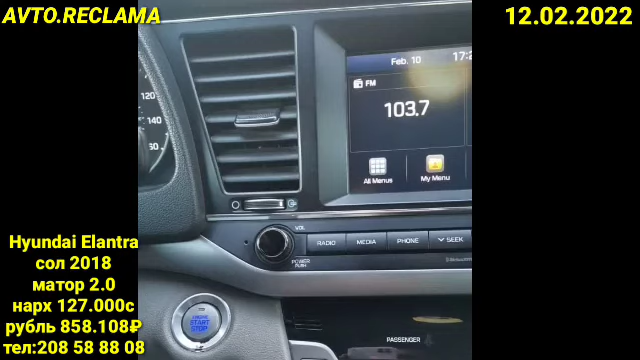 AVTO.RECLAMA
12.02.2022
Feb. 10
FM
103.7
All Menus
My Menu
120
140
VOL
RADIO
MEDIA
PHONE
SEEK
POWER
PUSH
ENGINE
START
STOP
PASSENGER
Hyundai Elantra
сол 2018
матор 2.0
нарх 127.000с
рубль 858.108₽
тел:208 58 88 08